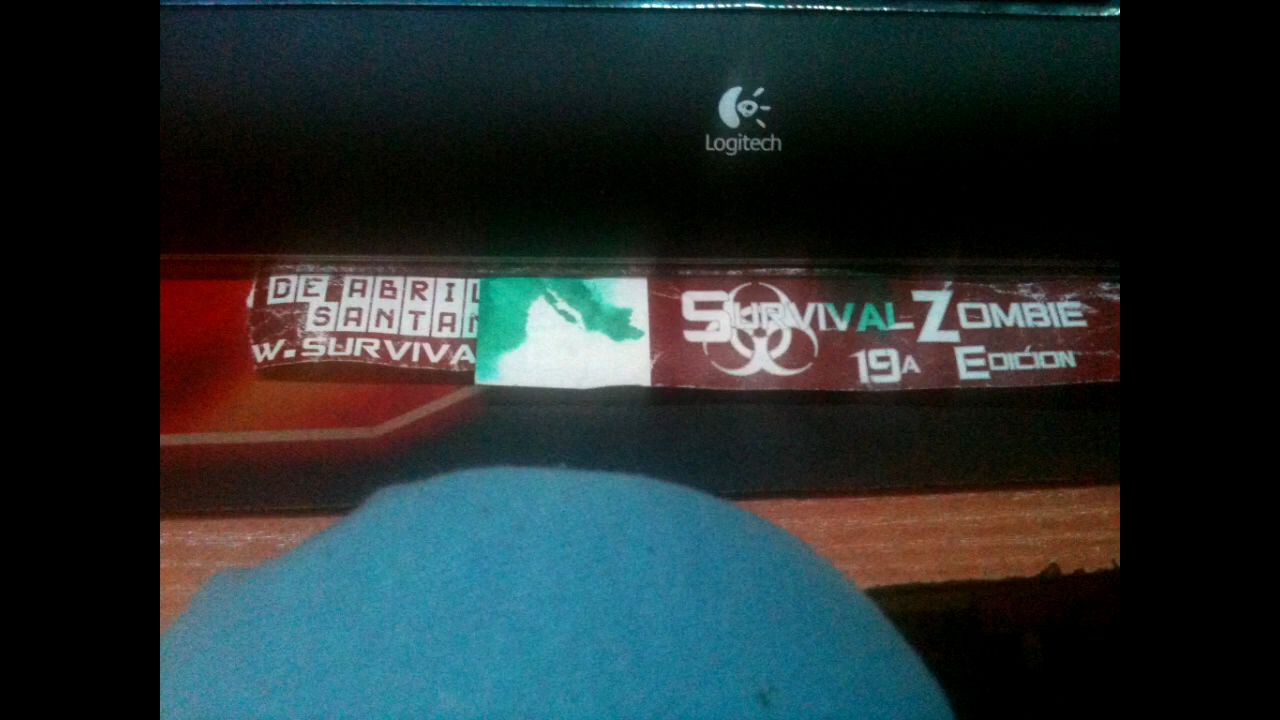 Logitech
DE ABRIL
SANTAN
W.SURVIVA
SURVIVAL ZOMBIE
19A EDICIÓN